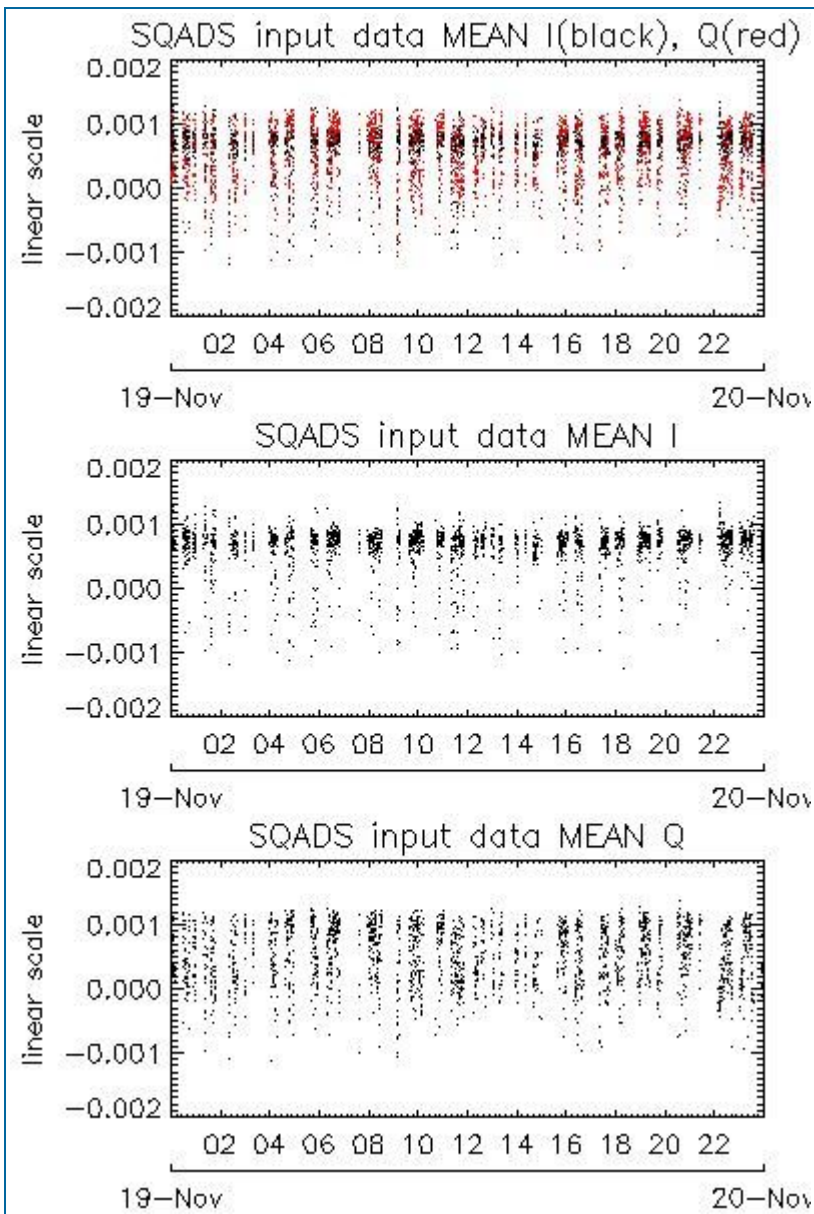 SQADS input data MEAN I(black), Q(red)
linear scale
0.002
0.001
0.000
−0.001
−0.002
02 04 06 08 10 12 14 16 18 20 22
19−Nov 20−Nov
SQADS input data MEAN I
linear scale
0.002
0.001
0.000
−0.001
−0.002
02 04 06 08 10 12 14 16 18 20 22
19−Nov 20−Nov
SQADS input data MEAN Q
linear scale
0.002
0.001
0.000
−0.001
−0.002
02 04 06 08 10 12 14 16 18 20 22
19−Nov 20−Nov